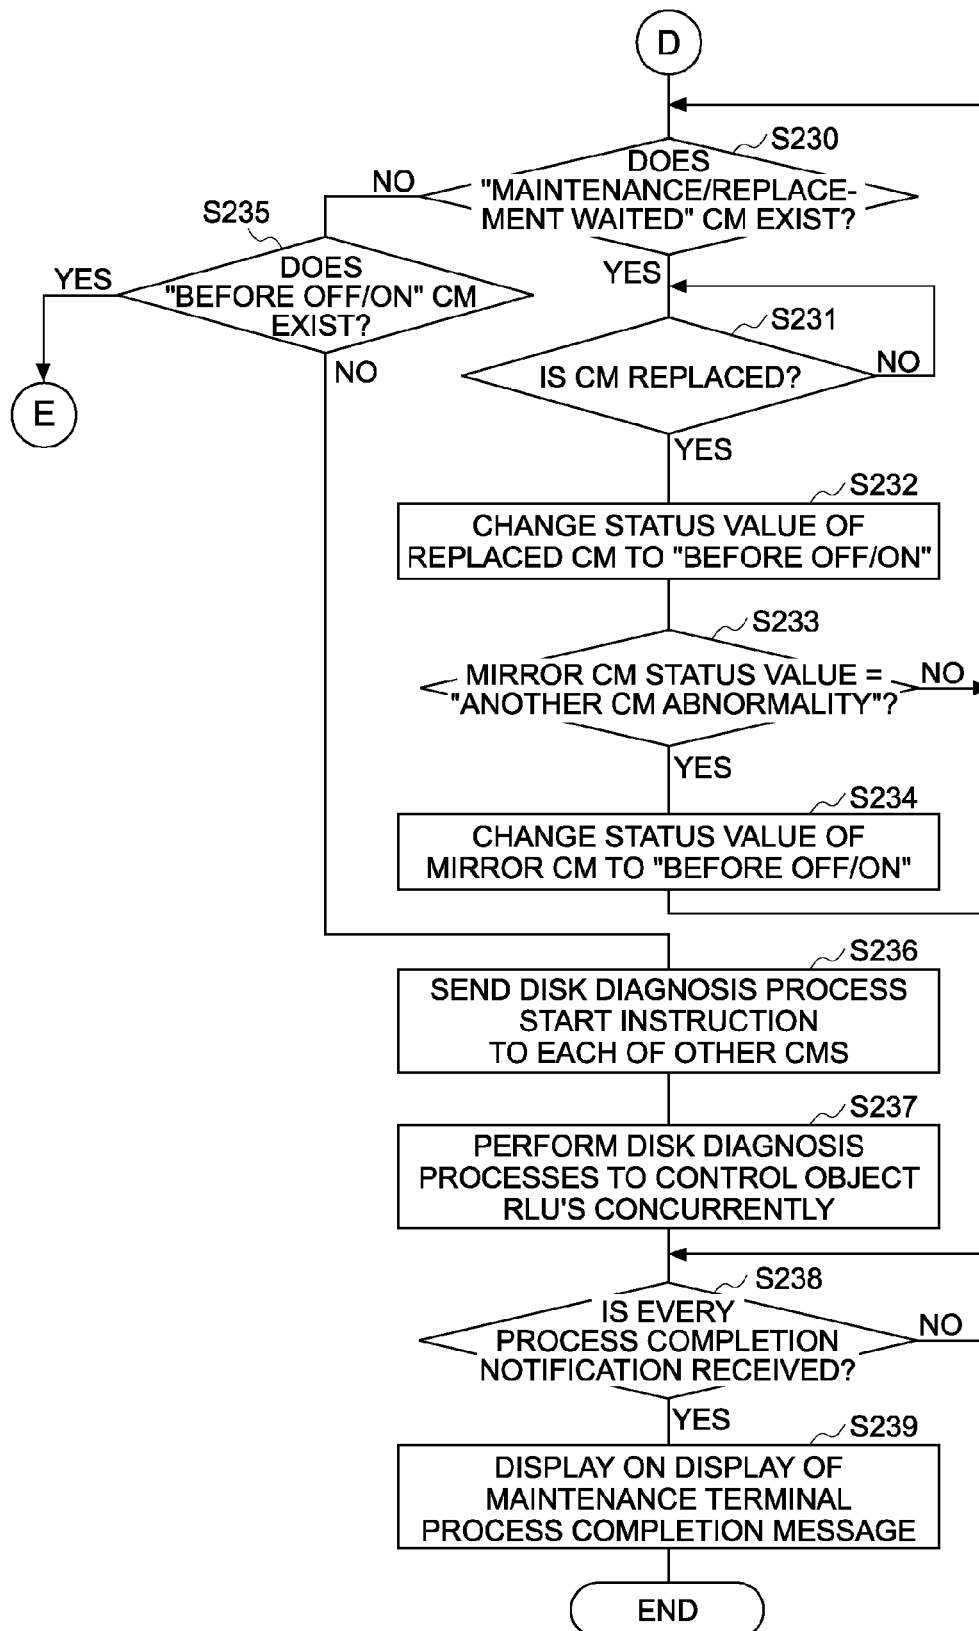 D
S230
DOES
"MAINTENANCE/REPLACE-
MENT WAITED" CM EXIST?
NO
YES
S235
DOES
"BEFORE OFF/ON" CM
EXIST?
YES
NO
E
S231
IS CM REPLACED?
NO
YES
S232
CHANGE STATUS VALUE OF
REPLACED CM TO "BEFORE OFF/ON"
S233
MIRROR CM STATUS VALUE =
"ANOTHER CM ABNORMALITY"?
NO
YES
S234
CHANGE STATUS VALUE OF
MIRROR CM TO "BEFORE OFF/ON"
S236
SEND DISK DIAGNOSIS PROCESS
START INSTRUCTION
TO EACH OF OTHER CMS
S237
PERFORM DISK DIAGNOSIS
PROCESSES TO CONTROL OBJECT
RLU'S CONCURRENTLY
S238
IS EVERY
PROCESS COMPLETION
NOTIFICATION RECEIVED?
NO
YES
S239
DISPLAY ON DISPLAY OF
MAINTENANCE TERMINAL
PROCESS COMPLETION MESSAGE
END